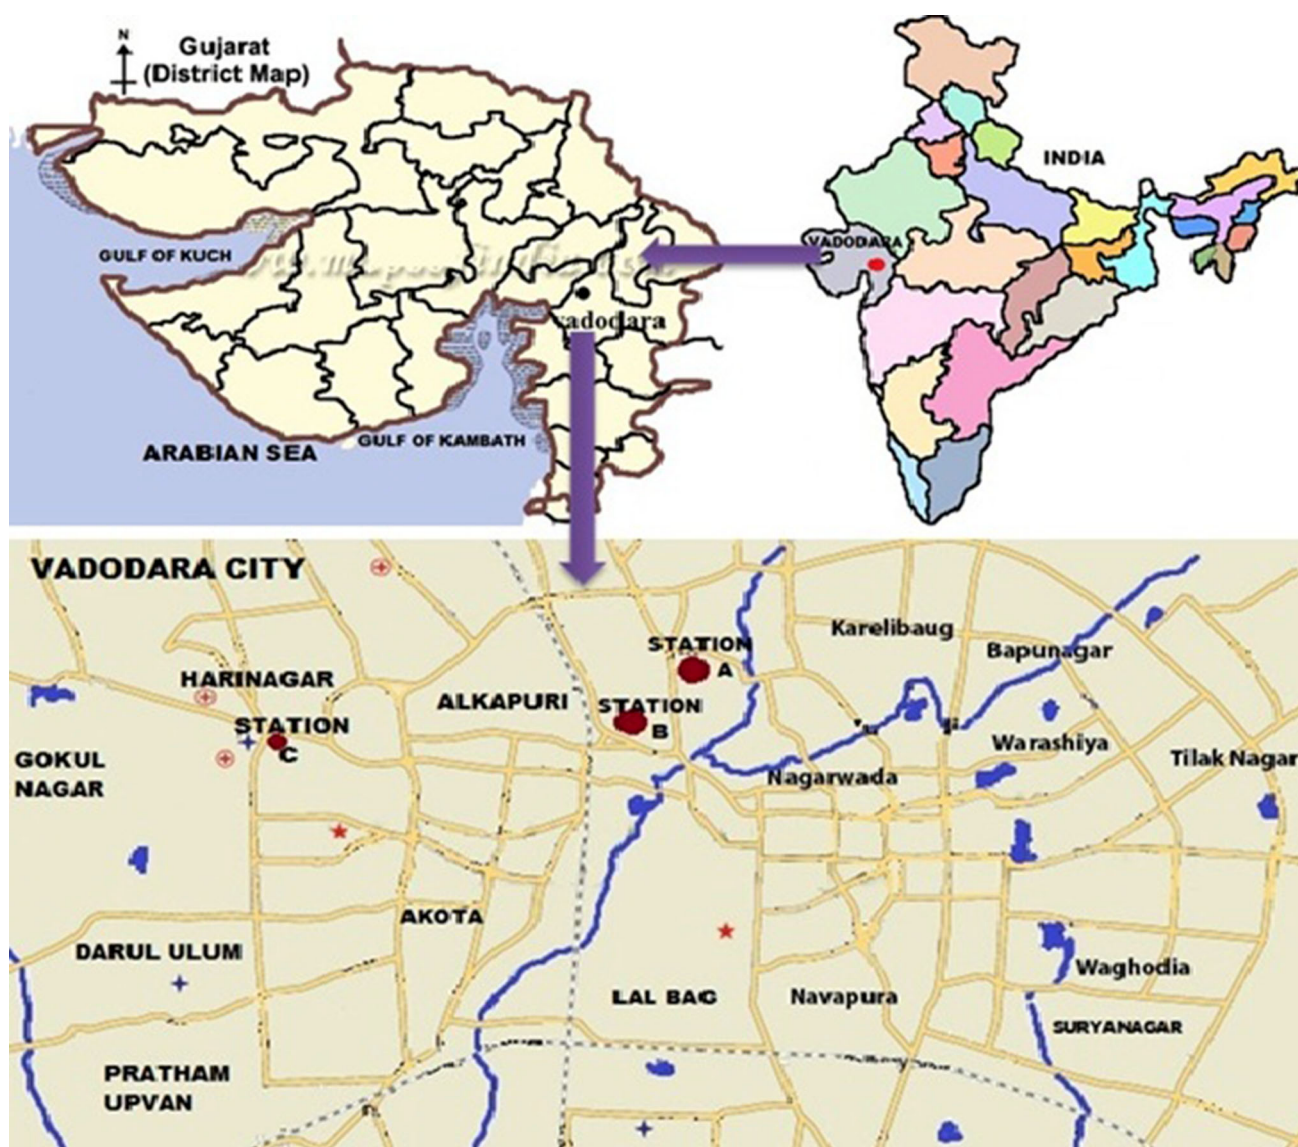 N
Gujarat
(District Map)
INDIA
VADODARA
GULF OF KUCH
vadodara
GULF OF KAMBATH
ARABIAN SEA
VADODARA CITY
Karelibaug
STATION
A
Bapunagar
HARINAGAR
ALKAPURI
STATION
B
STATION
C
Warashiya
GOKUL
NAGAR
Tilak Nagar
Nagarwada
AKOTA
DARUL ULUM
Waghodia
LAL BAG
Navapura
SURYANAGAR
PRATHAM
UPVAN